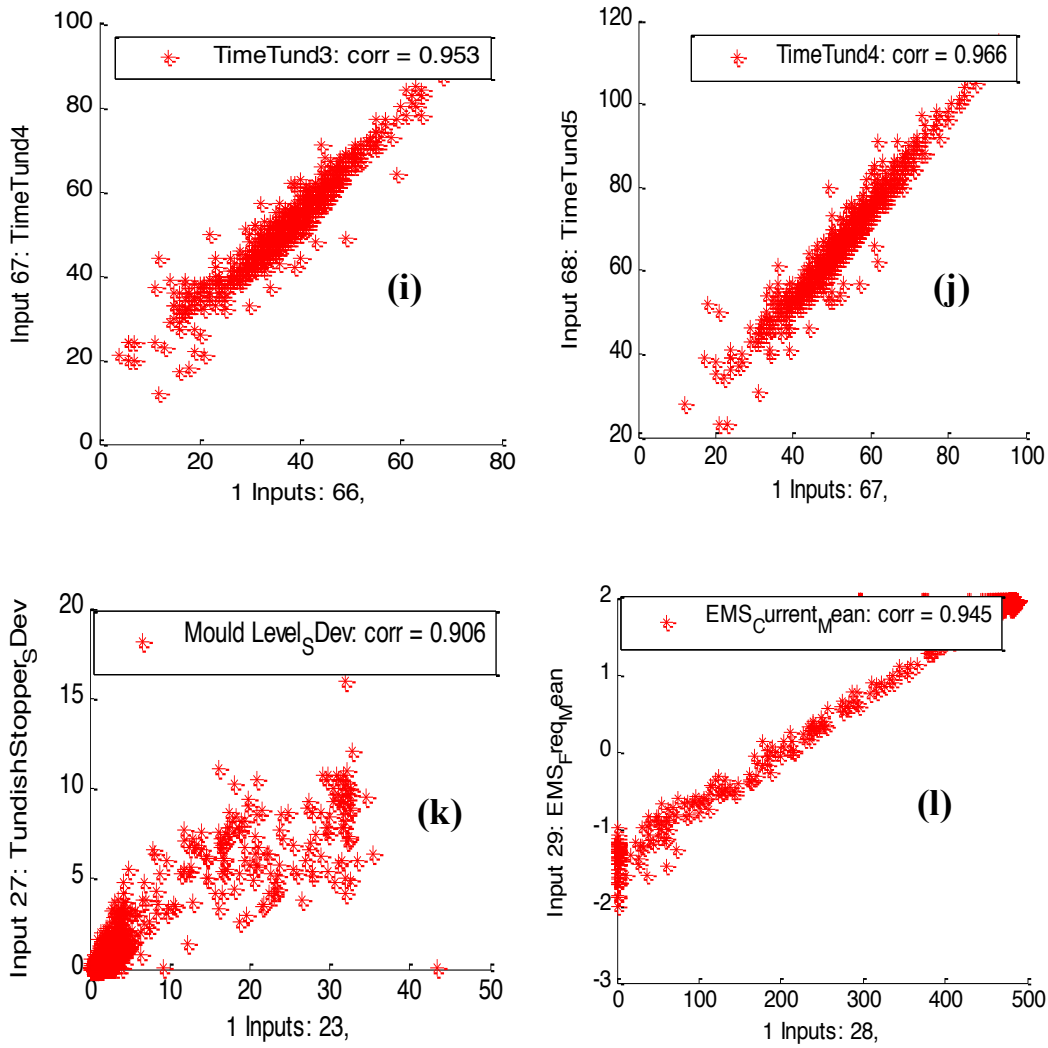 100
80
60
40
20
0
Input 67: TimeTund4
TimeTund3: corr = 0.953
(i)
0 20 40 60 80
1 Inputs: 66,
120
100
80
60
40
20
Input 68: TimeTund5
TimeTund4: corr = 0.966
(j)
0 20 40 60 80 100
1 Inputs: 67,
20
15
10
5
0
Input 27: TundishStopper_SDev
Mould Level_SDev: corr = 0.906
(k)
0 10 20 30 40 50
1 Inputs: 23,
2
1
0
-1
-2
-3
Input 29: EMS_Freq_Mean
EMS_Current_Mean: corr = 0.945
(l)
0 100 200 300 400 500
1 Inputs: 28,